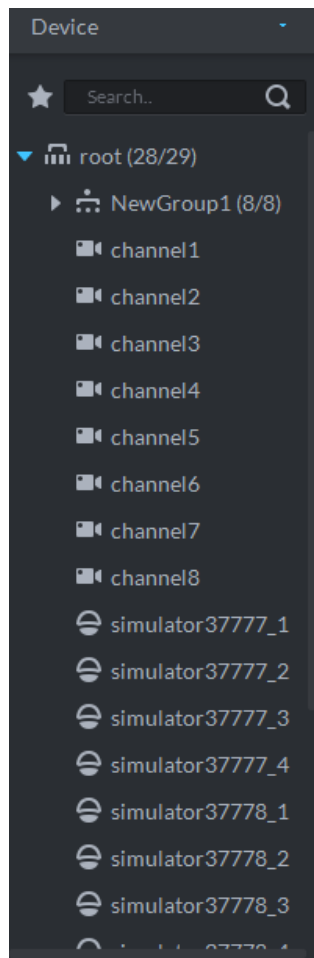 Device
Search..
root (28/29)
NewGroup1 (8/8)
channel1
channel2
channel3
channel4
channel5
channel6
channel7
channel8
simulator37777_1
simulator37777_2
simulator37777_3
simulator37777_4
simulator37778_1
simulator37778_2
simulator37778_3